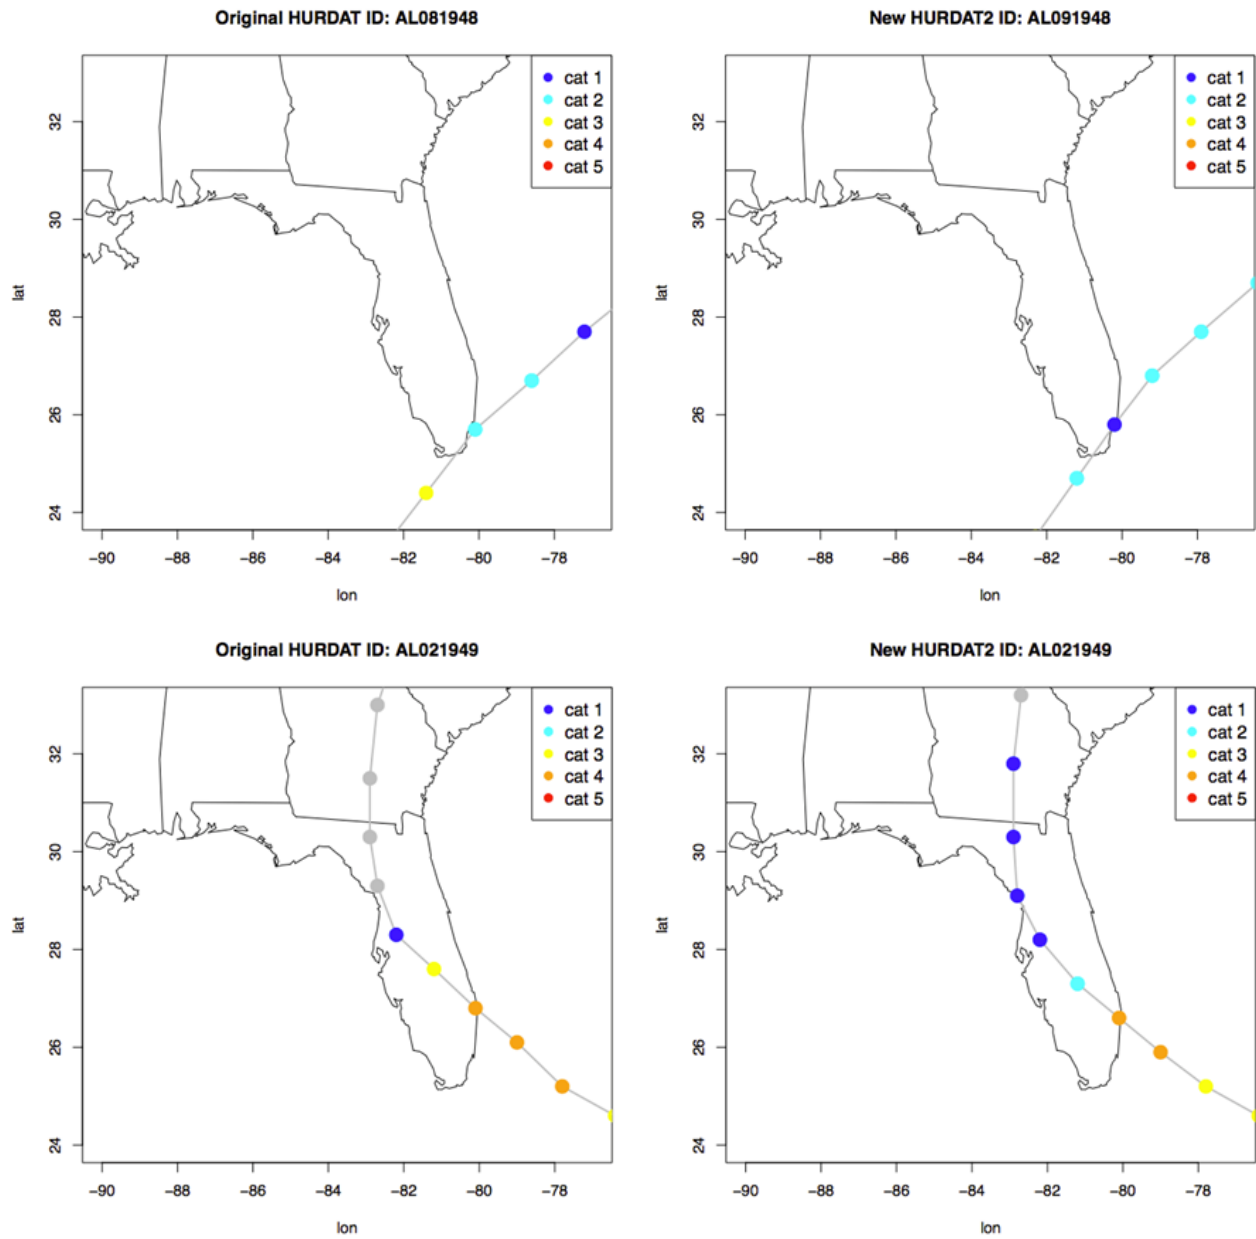 Original HURDAT ID: AL081948
cat 1
cat 2
cat 3
cat 4
cat 5
32
30
28
26
24
lat
−90 −88 −86 −84 −82 −80 −78
lon
New HURDAT2 ID: AL091948
cat 1
cat 2
cat 3
cat 4
cat 5
32
30
28
26
24
lat
−90 −88 −86 −84 −82 −80 −78
lon
Original HURDAT ID: AL021949
cat 1
cat 2
cat 3
cat 4
cat 5
32
30
28
26
24
lat
−90 −88 −86 −84 −82 −80 −78
lon
New HURDAT2 ID: AL021949
cat 1
cat 2
cat 3
cat 4
cat 5
32
30
28
26
24
lat
−90 −88 −86 −84 −82 −80 −78
lon